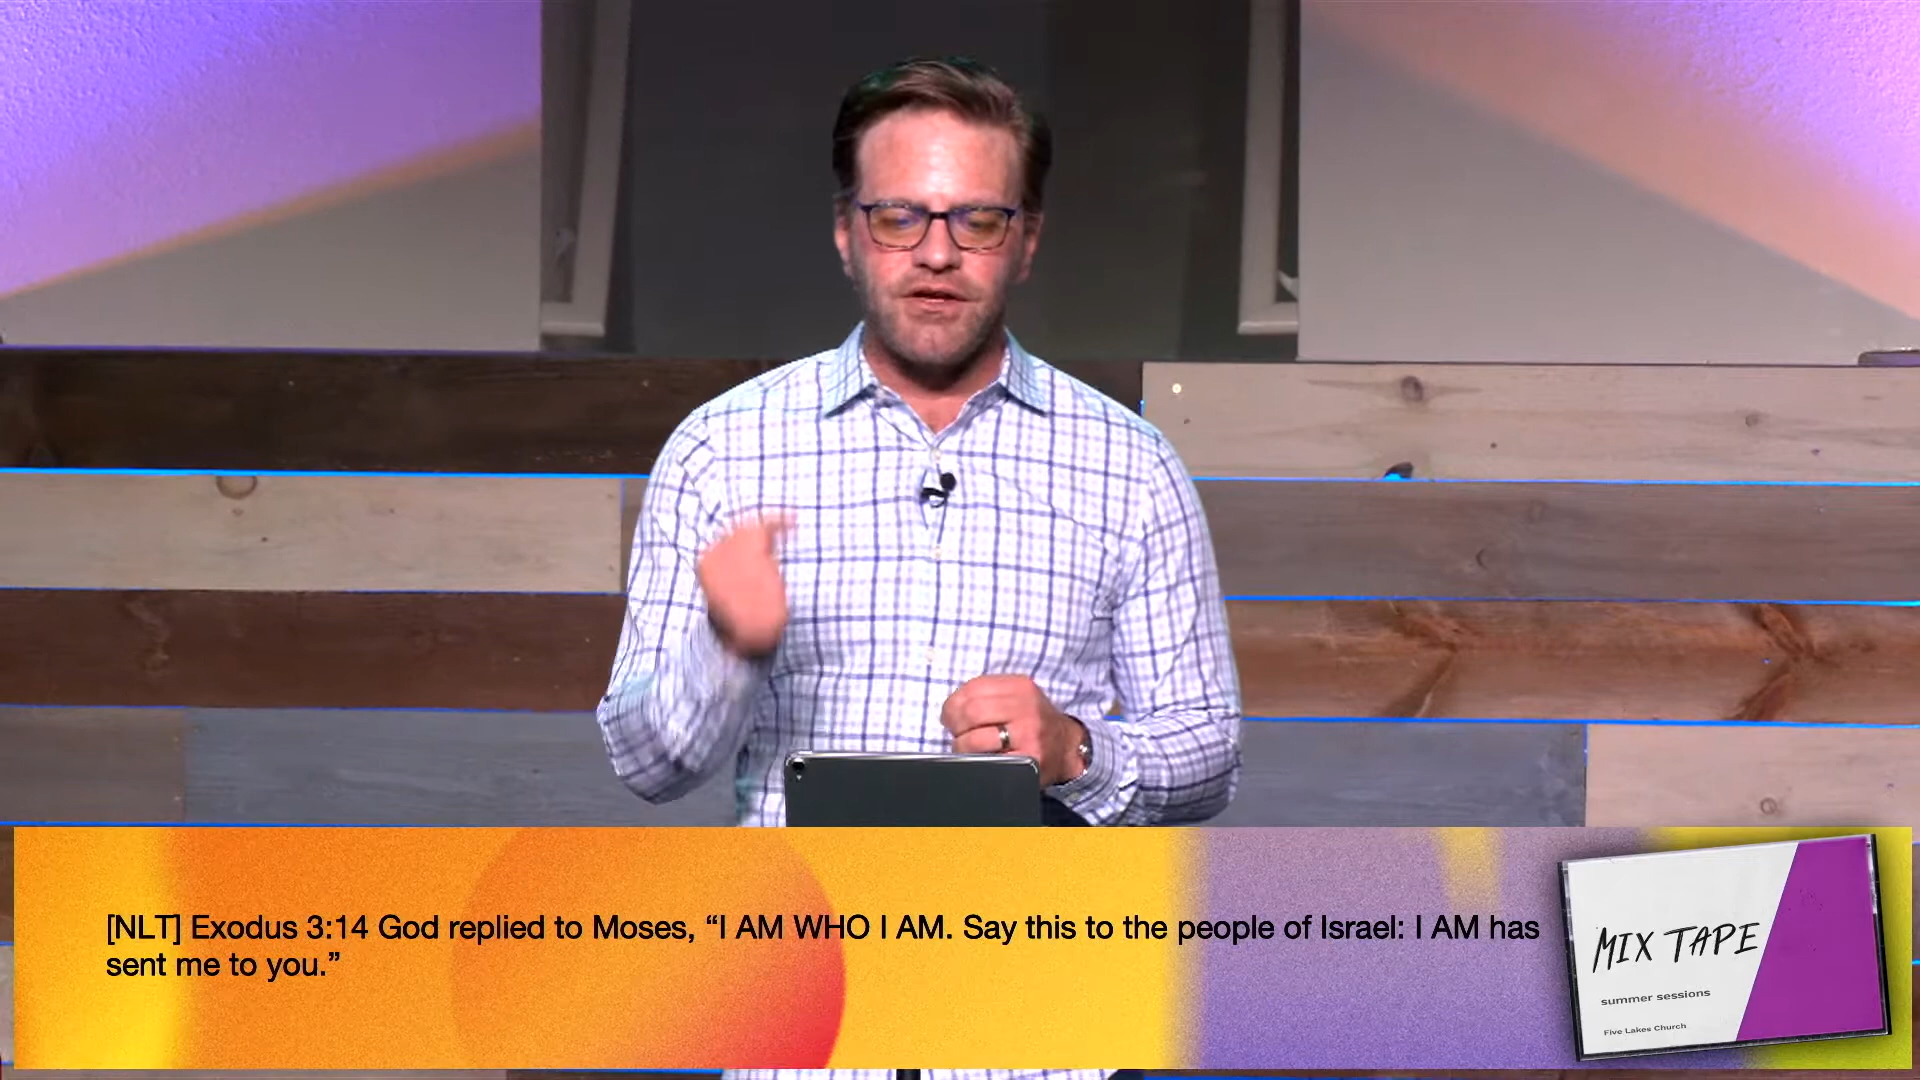 [NLT] Exodus 3:14 God replied to Moses, “I AM WHO I AM. Say this to the people of Israel: I AM has
sent me to you.”
MIX TAPE
summer sessions
Five Lakes Church